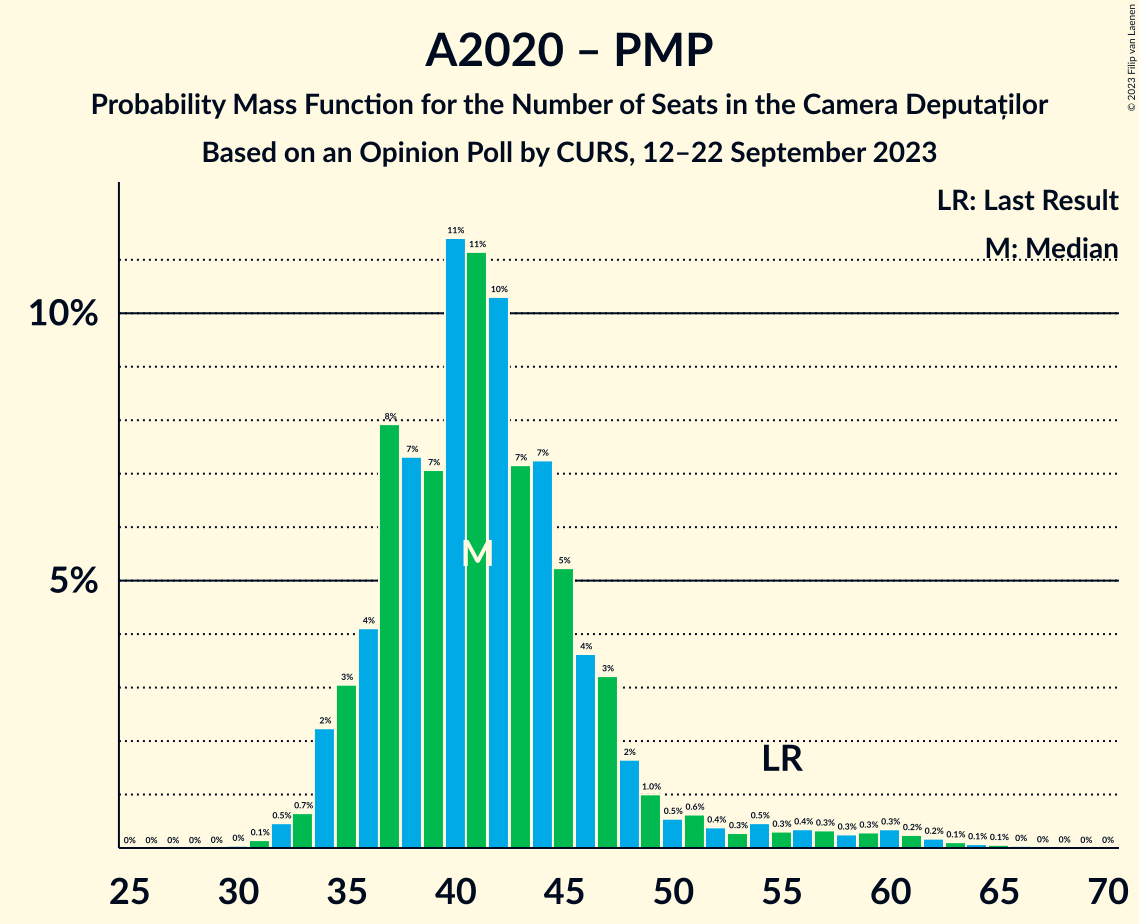 A2020 – PMP
Probability Mass Function for the Number of Seats in the Camera Deputaților
Based on an Opinion Poll by CURS, 12–22 September 2023
© 2023 Filip van Laenen
LR: Last Result
M: Median
10%
5%
0% 0% 0% 0% 0% 0% 0.1% 0.5% 0.7% 2% 3% 4% 8% 7% 7% 11% 11% 10% 7% 7% 5% 4% 3% 2% 1.0% 0.5% 0.6% 0.4% 0.3% 0.5% 0.3% 0.4% 0.3% 0.3% 0.3% 0.3% 0.2% 0.2% 0.1% 0.1% 0.1% 0% 0% 0% 0% 0%
M
LR
25 30 35 40 45 50 55 60 65 70